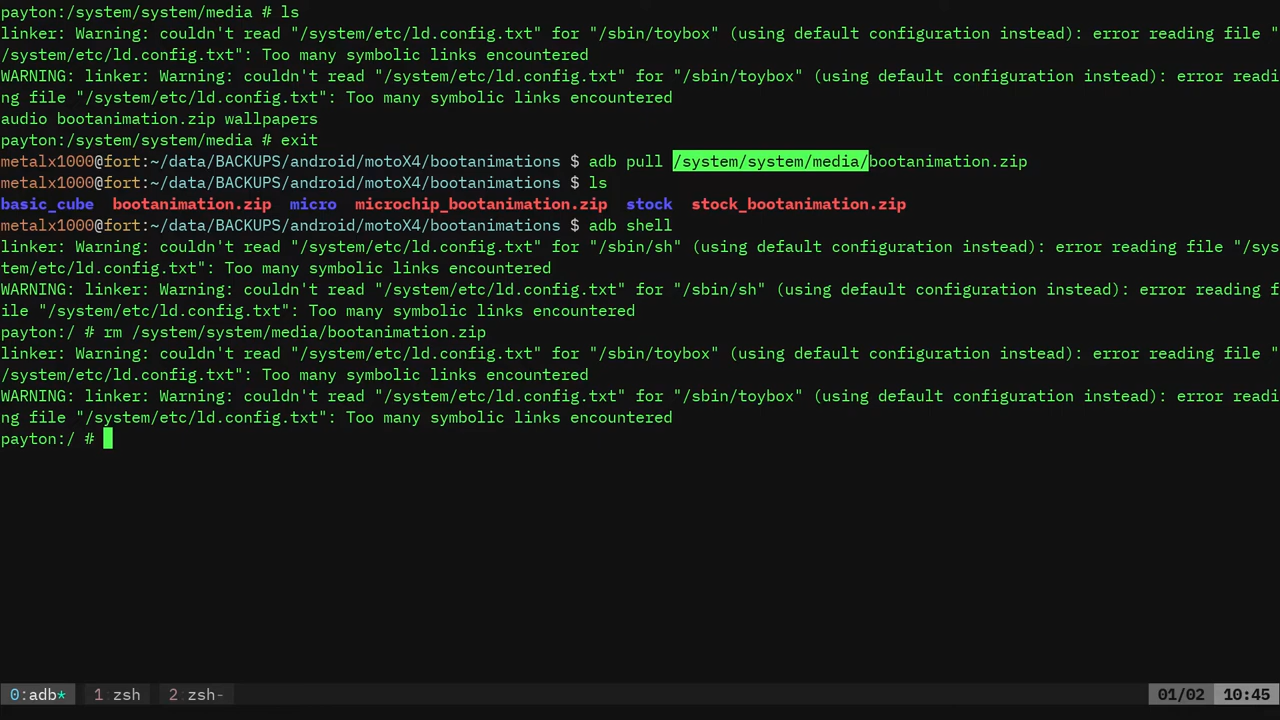 payton:/system/system/media # ls
linker: Warning: couldn't read "/system/etc/ld.config.txt" for "/sbin/toybox" (using default configuration instead): error reading file "
/system/etc/ld.config.txt": Too many symbolic links encountered
WARNING: linker: Warning: couldn't read "/system/etc/ld.config.txt" for "/sbin/toybox" (using default configuration instead): error readi
ng file "/system/etc/ld.config.txt": Too many symbolic links encountered
audio bootanimation.zip wallpapers
payton:/system/system/media # exit
metalx1000@fort:~/data/BACKUPS/android/motoX4/bootanimations $ adb pull /system/system/media/bootanimation.zip
metalx1000@fort:~/data/BACKUPS/android/motoX4/bootanimations $ ls
basic_cube  bootanimation.zip  micro  microchip_bootanimation.zip  stock  stock_bootanimation.zip
metalx1000@fort:~/data/BACKUPS/android/motoX4/bootanimations $ adb shell
linker: Warning: couldn't read "/system/etc/ld.config.txt" for "/sbin/sh" (using default configuration instead): error reading file "/sys
tem/etc/ld.config.txt": Too many symbolic links encountered
WARNING: linker: Warning: couldn't read "/system/etc/ld.config.txt" for "/sbin/sh" (using default configuration instead): error reading f
ile "/system/etc/ld.config.txt": Too many symbolic links encountered
payton:/ # rm /system/system/media/bootanimation.zip
linker: Warning: couldn't read "/system/etc/ld.config.txt" for "/sbin/toybox" (using default configuration instead): error reading file "
/system/etc/ld.config.txt": Too many symbolic links encountered
WARNING: linker: Warning: couldn't read "/system/etc/ld.config.txt" for "/sbin/toybox" (using default configuration instead): error readi
ng file "/system/etc/ld.config.txt": Too many symbolic links encountered
payton:/ #
0:adb* 1:zsh 2:zsh- 01/02 10:45